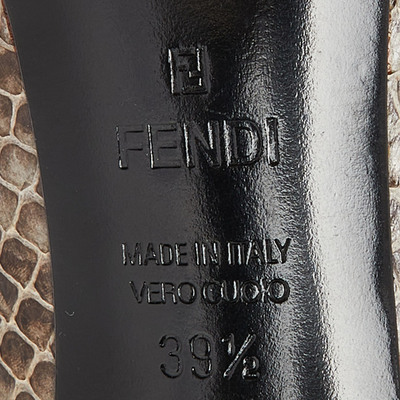 FENDI
MADE IN ITALY
VERO CUOIO
39½